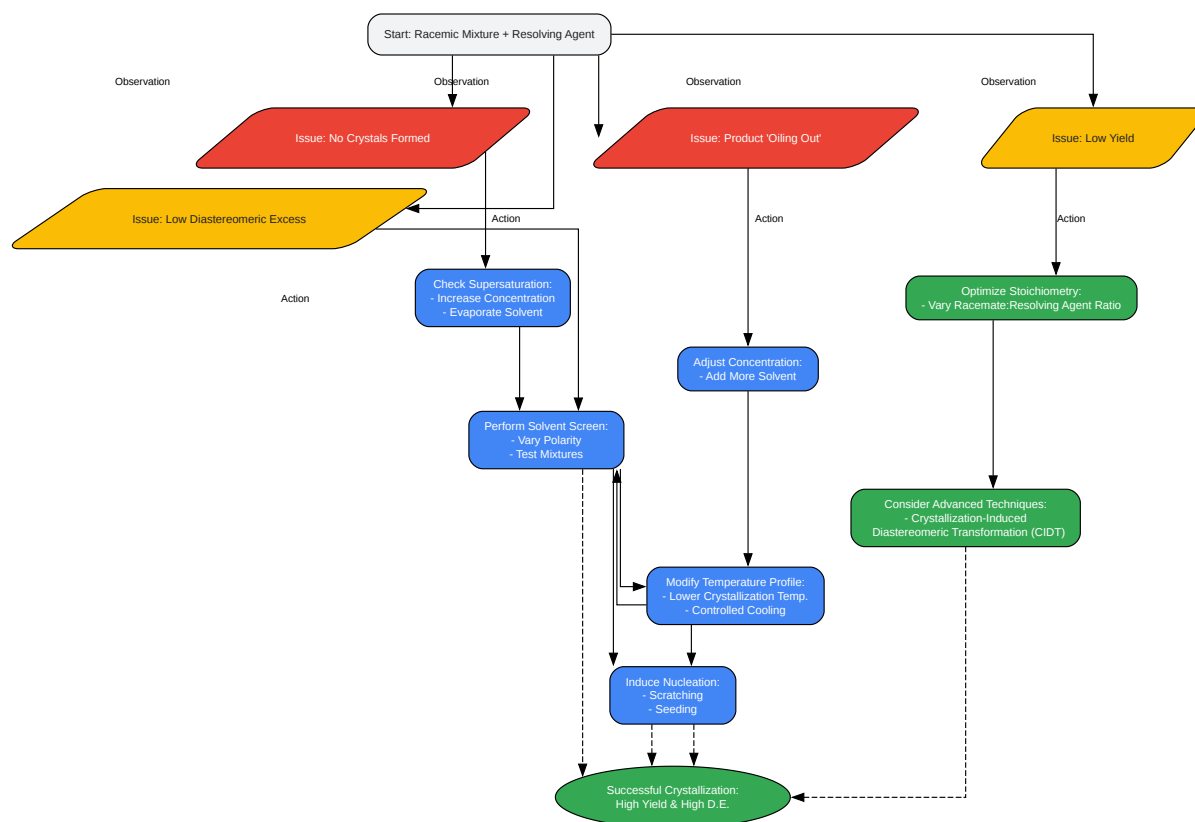 Start: Racemic Mixture + Resolving Agent
Observation
Observation
Observation
Observation
Issue: No Crystals Formed
Issue: Product 'Oiling Out'
Issue: Low Yield
Issue: Low Diastereomeric Excess
Action
Action
Action
Action
Check Supersaturation:
- Increase Concentration
- Evaporate Solvent
Optimize Stoichiometry:
- Vary Racemate:Resolving Agent Ratio
Adjust Concentration:
- Add More Solvent
Perform Solvent Screen:
- Vary Polarity
- Test Mixtures
Consider Advanced Techniques:
- Crystallization-Induced
Diastereomeric Transformation (CIDT)
Modify Temperature Profile:
- Lower Crystallization Temp.
- Controlled Cooling
Induce Nucleation:
- Scratching
- Seeding
Successful Crystallization:
High Yield & High D.E.